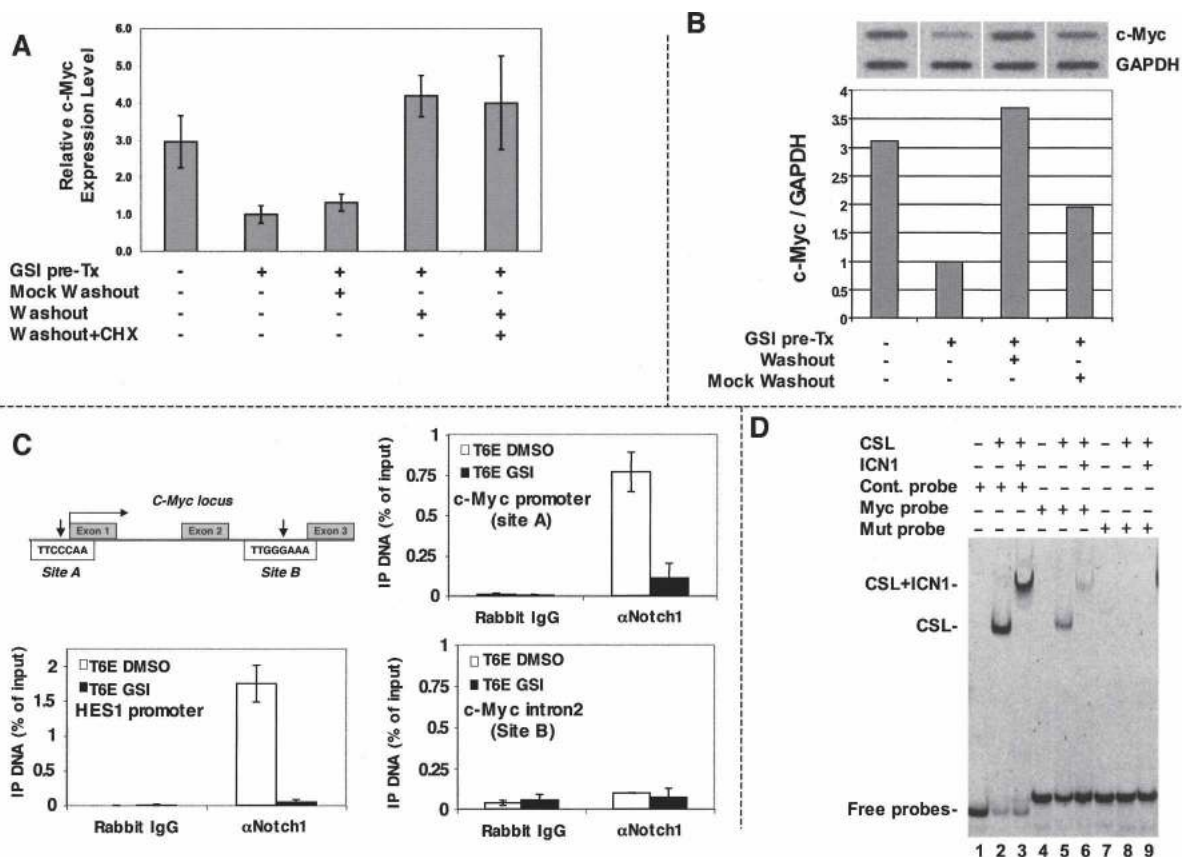 A
Relative c-Myc
Expression Level
6.0
5.0
4.0
3.0
2.0
1.0
0.0
GSI pre-Tx - + + + +
Mock Washout - - + - -
Washout - - - + +
Washout+CHX - - - - +
B
c-Myc
GAPDH
c-Myc / GAPDH
4
3.5
3
2.5
2
1.5
1
0.5
0
GSI pre-Tx - + + +
Washout - - + -
Mock Washout - - - +
C
C-Myc locus
Exon 1
Exon 2
Exon 3
TTCCCAA
TTGGGAAA
Site A
Site B
IP DNA (% of input)
1
0.75
0.5
0.25
0
T6E DMSO
T6E GSI
c-Myc promoter
(site A)
Rabbit IgG
αNotch1
IP DNA (% of input)
2
1.5
1
0.5
0
T6E DMSO
T6E GSI
HES1 promoter
Rabbit IgG
αNotch1
IP DNA (% of input)
1
0.75
0.5
0.25
0
T6E DMSO
T6E GSI
c-Myc intron2
(Site B)
Rabbit IgG
αNotch1
D
CSL - + + - + + - + +
ICN1 - - + - - + - - +
Cont. probe + + + - - - - - -
Myc probe - - - + + + - - -
Mut probe - - - - - - + + +
CSL+ICN1-
CSL-
Free probes-
1 2 3 4 5 6 7 8 9